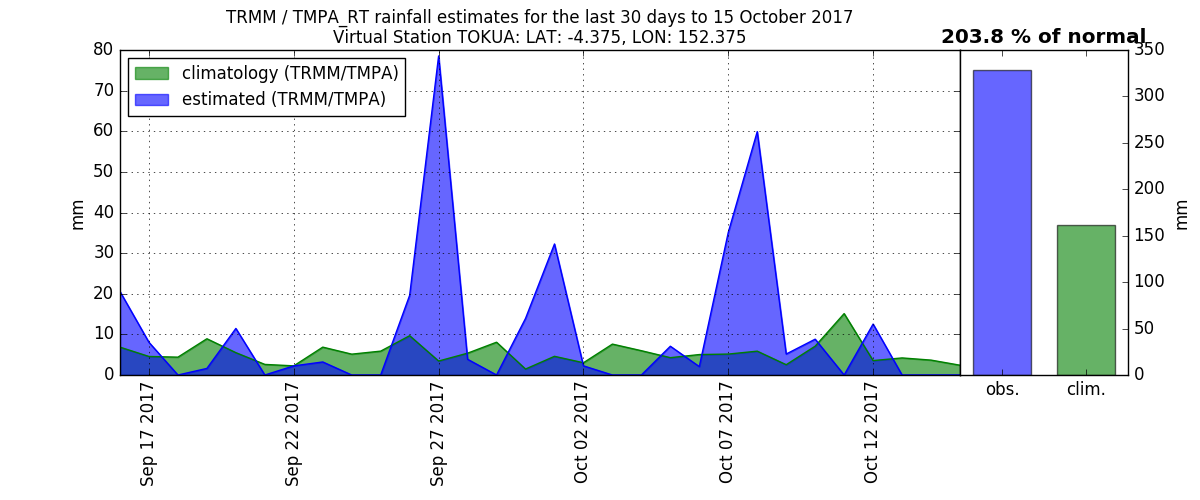 TRMM / TMPA_RT rainfall estimates for the last 30 days to 15 October 2017
Virtual Station TOKUA: LAT: -4.375, LON: 152.375
203.8 % of normal
climatology (TRMM/TMPA)
estimated (TRMM/TMPA)
mm
80
70
60
50
40
30
20
10
0
Sep 17 2017
Sep 22 2017
Sep 27 2017
Oct 02 2017
Oct 07 2017
Oct 12 2017
obs.
clim.
350
300
250
200
150
100
50
0
mm